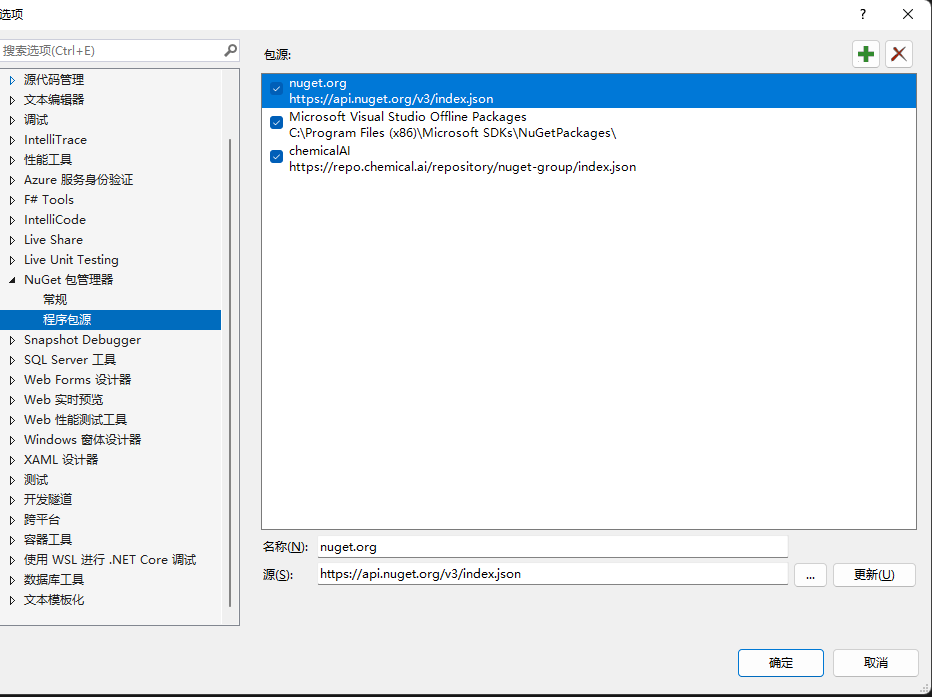 选项
?
搜索选项(Ctrl+E)
源代码管理
文本编辑器
调试
IntelliTrace
性能工具
Azure 服务身份验证
F# Tools
IntelliCode
Live Share
Live Unit Testing
NuGet 包管理器
常规
程序包源
Snapshot Debugger
SQL Server 工具
Web Forms 设计器
Web 实时预览
Web 性能测试工具
Windows 窗体设计器
XAML 设计器
测试
开发隧道
跨平台
容器工具
使用 WSL 进行 .NET Core 调试
数据库工具
文本模板化
包源:
nuget.org
https://api.nuget.org/v3/index.json
Microsoft Visual Studio Offline Packages
C:\Program Files (x86)\Microsoft SDKs\NuGetPackages\
chemicalAI
https://repo.chemical.ai/repository/nuget-group/index.json
名称(N): nuget.org
源(S): https://api.nuget.org/v3/index.json ... 更新(U)
确定 取消